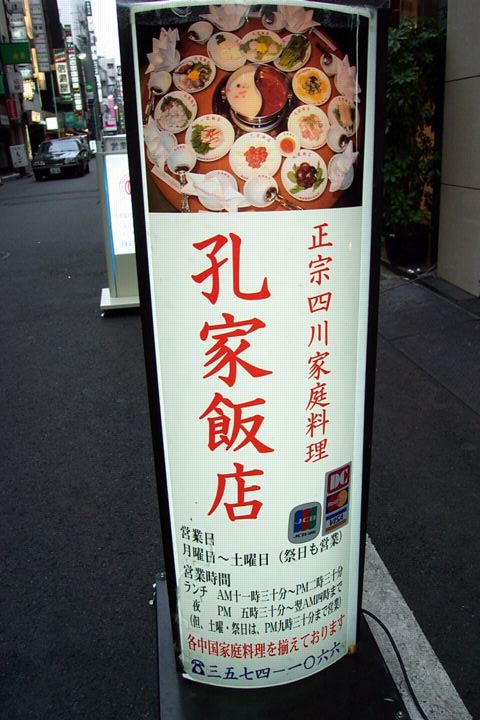 正宗四川家庭料理
孔家飯店
DC
VISA
JCB
営業日
月曜日～土曜日（祭日も営業）
営業時間
ランチ AM十一時三十分～PM二時三十分
夜 PM 五時三十分～翌AM四時まで
(但、土曜・祭日は、PM九時三十分まで営業)
各中国家庭料理を揃えております
☎三五七四ー一〇六六